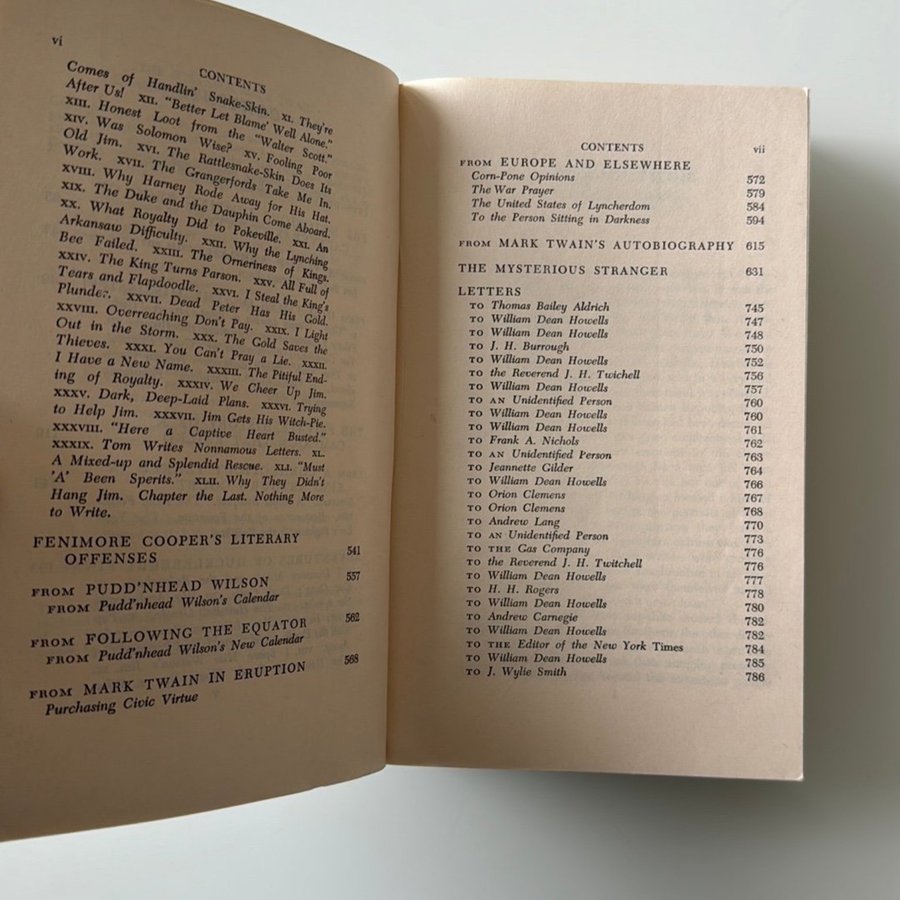 vi
CONTENTS
Comes of Handlin' Snake-Skin. XI. They're
After Us! XII. "Better Let Blame' Well Alone."
XIII. Honest Loot from the "Walter Scott."
XIV. Was Solomon Wise? XV. Fooling Poor
Old Jim. XVI. The Rattlesnake-Skin Does Its
Work. XVII. The Grangerfords Take Me In.
XVIII. Why Harney Rode Away for His Hat.
XIX. The Duke and the Dauphin Come Aboard.
XX. What Royalty Did to Pokeville. XXI. An
Arkansaw Difficulty. XXII. Why the Lynching
Bee Failed. XXIII. The Orneriness of Kings.
XXIV. The King Turns Parson. XXV. All Full of
Tears and Flapdoodle. XXVI. I Steal the King's
Plunder. XXVII. Dead Peter Has His Gold.
XXVIII. Overreaching Don't Pay. XXIX. I Light
Out in the Storm. XXX. The Gold Saves the
Thieves. XXXI. You Can't Pray a Lie. XXXII.
I Have a New Name. XXXIII. The Pitiful End-
ing of Royalty. XXXIV. We Cheer Up Jim.
XXXV. Dark, Deep-Laid Plans. XXXVI. Trying
to Help Jim. XXXVII. Jim Gets His Witch-Pie.
XXXVIII. "Here a Captive Heart Busted."
XXXIX. Tom Writes Nonnamous Letters. XL.
A Mixed-up and Splendid Rescue. XLI. "Must
'A' Been Sperits." XLII. Why They Didn't
Hang Jim. Chapter the Last. Nothing More
to Write.
FENIMORE COOPER'S LITERARY
OFFENSES 541
FROM PUDD'NHEAD WILSON 557
FROM Pudd'nhead Wilson's Calendar
FROM FOLLOWING THE EQUATOR 562
FROM Pudd'nhead Wilson's New Calendar
FROM MARK TWAIN IN ERUPTION 568
Purchasing Civic Virtue
CONTENTS vii
FROM EUROPE AND ELSEWHERE
Corn-Pone Opinions 572
The War Prayer 579
The United States of Lyncherdom 584
To the Person Sitting in Darkness 594
FROM MARK TWAIN'S AUTOBIOGRAPHY 615
THE MYSTERIOUS STRANGER 631
LETTERS
TO Thomas Bailey Aldrich 745
TO William Dean Howells 747
TO William Dean Howells 748
TO J. H. Burrough 750
TO William Dean Howells 752
TO the Reverend J. H. Twichell 756
TO William Dean Howells 757
TO AN Unidentified Person 760
TO William Dean Howells 760
TO William Dean Howells 761
TO Frank A. Nichols 762
TO AN Unidentified Person 763
TO Jeannette Gilder 764
TO William Dean Howells 766
TO Orion Clemens 767
TO Orion Clemens 768
TO Andrew Lang 770
TO AN Unidentified Person 773
TO THE Gas Company 776
TO the Reverend J. H. Twitchell 776
TO William Dean Howells 777
TO H. H. Rogers 778
TO William Dean Howells 780
TO Andrew Carnegie 782
TO William Dean Howells 782
TO THE Editor of the New York Times 784
TO William Dean Howells 785
TO J. Wylie Smith 786